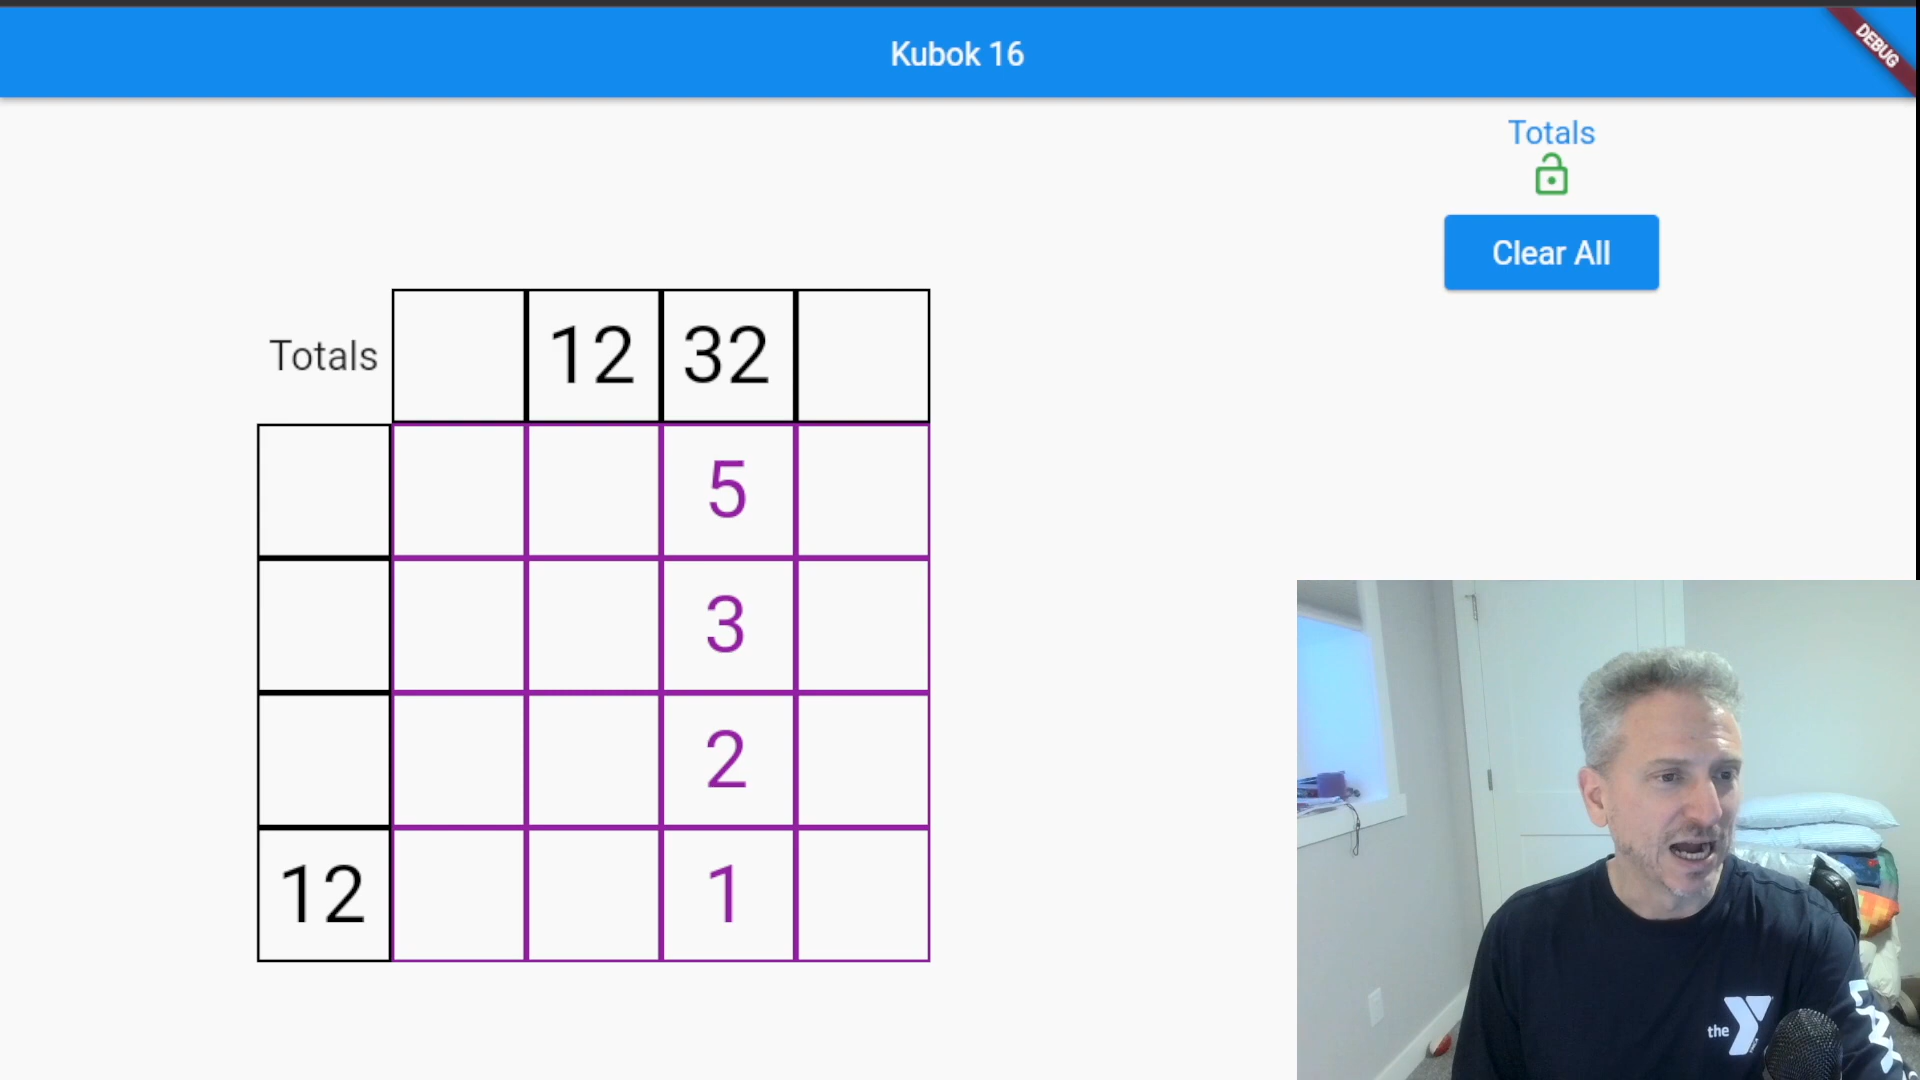 Kubok 16
DEBUG
Totals
Clear All
Totals 12 32
5
3
2
12 1
the Y